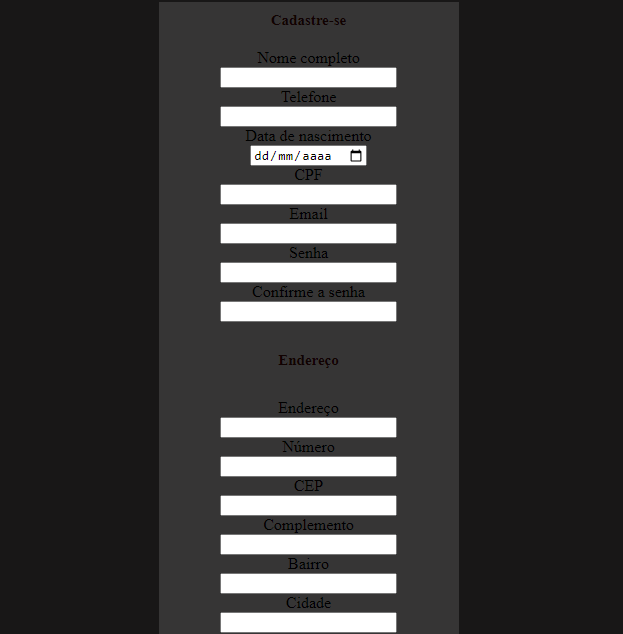 Cadastre-se
Nome completo
Telefone
Data de nascimento
dd/mm/aaaa
CPF
Email
Senha
Confirme a senha
Endereço
Endereço
Número
CEP
Complemento
Bairro
Cidade